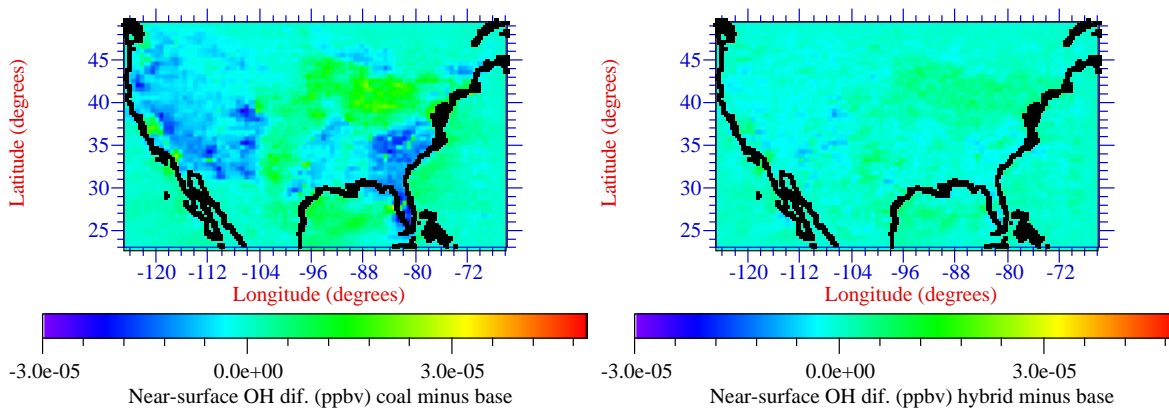 45
40
35
30
25
Latitude (degrees)
-120 -112 -104 -96 -88 -80 -72
Longitude (degrees)
-3.0e-05 0.0e+00 3.0e-05
Near-surface OH dif. (ppbv) coal minus base
45
40
35
30
25
Latitude (degrees)
-120 -112 -104 -96 -88 -80 -72
Longitude (degrees)
-3.0e-05 0.0e+00 3.0e-05
Near-surface OH dif. (ppbv) hybrid minus base